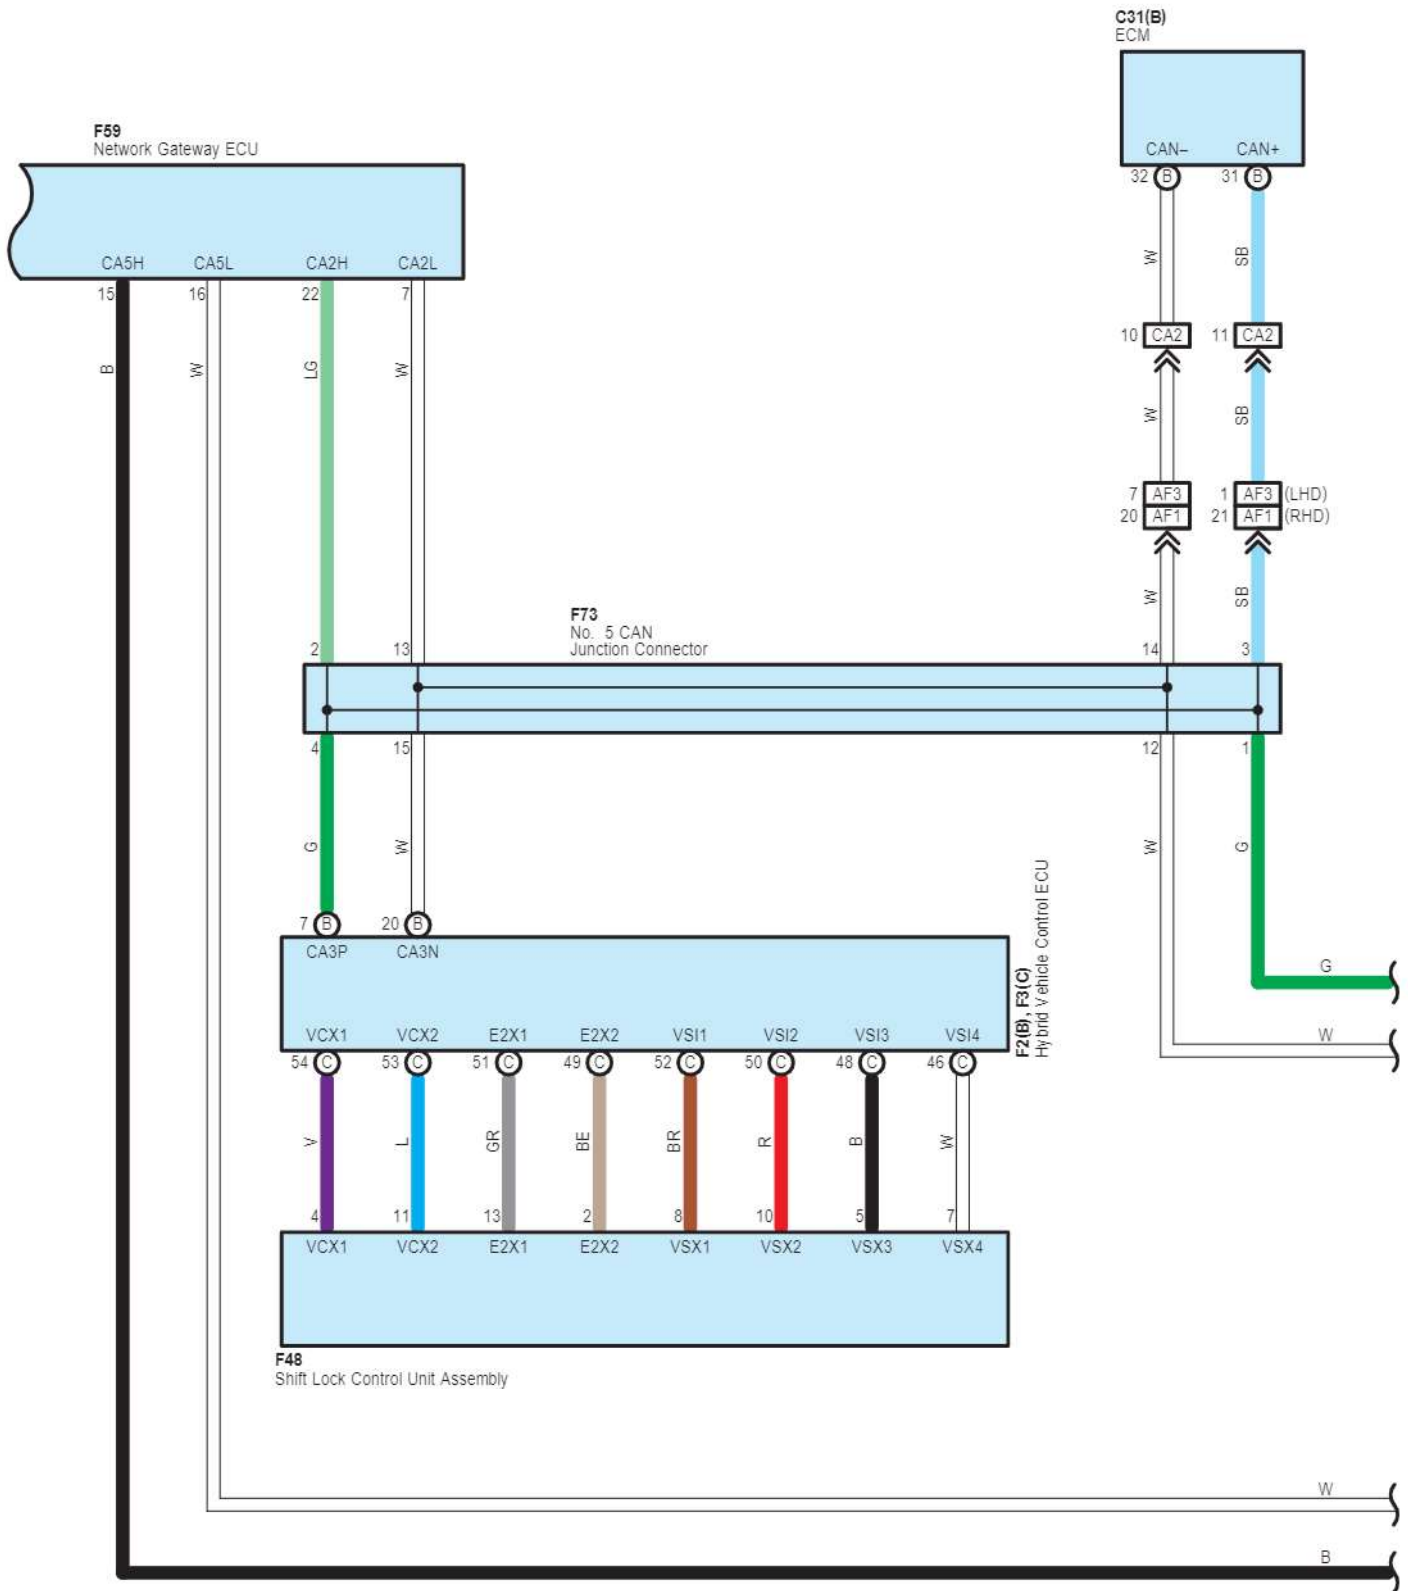 C31(B)
ECM
CAN– CAN+
32 B 31 B
F59
Network Gateway ECU
CA5H CA5L CA2H CA2L
15 16 22 7
B W LG W
W SB
10 CA2 11 CA2
W SB
7 AF3 1 AF3 (LHD)
20 AF1 21 AF1 (RHD)
W SB
F73
No. 5 CAN
Junction Connector
2 13 14 3
4 15 12 1
G W W G
7 B 20 B
CA3P CA3N
F2(B), F3(C)
Hybrid Vehicle Control ECU
G
W
VCX1 VCX2 E2X1 E2X2 VSI1 VSI2 VSI3 VSI4
54 C 53 C 51 C 49 C 52 C 50 C 48 C 46 C
V L GR BE BR R B W
4 11 13 2 8 10 5 7
VCX1 VCX2 E2X1 E2X2 VSX1 VSX2 VSX3 VSX4
F48
Shift Lock Control Unit Assembly
W
B